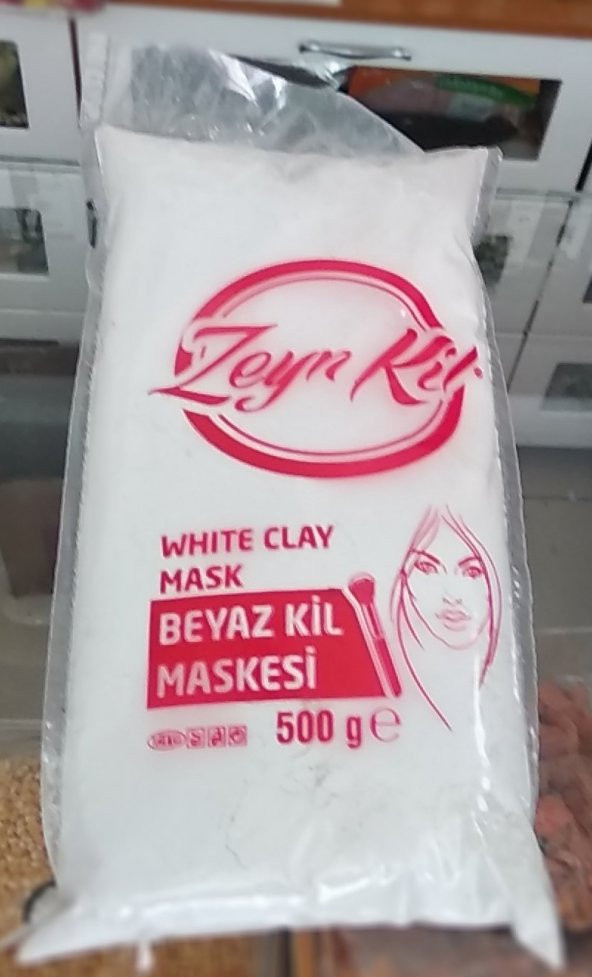 Zeyn Kil
WHITE CLAY
MASK
BEYAZ KİL
MASKESİ
500 g ℮